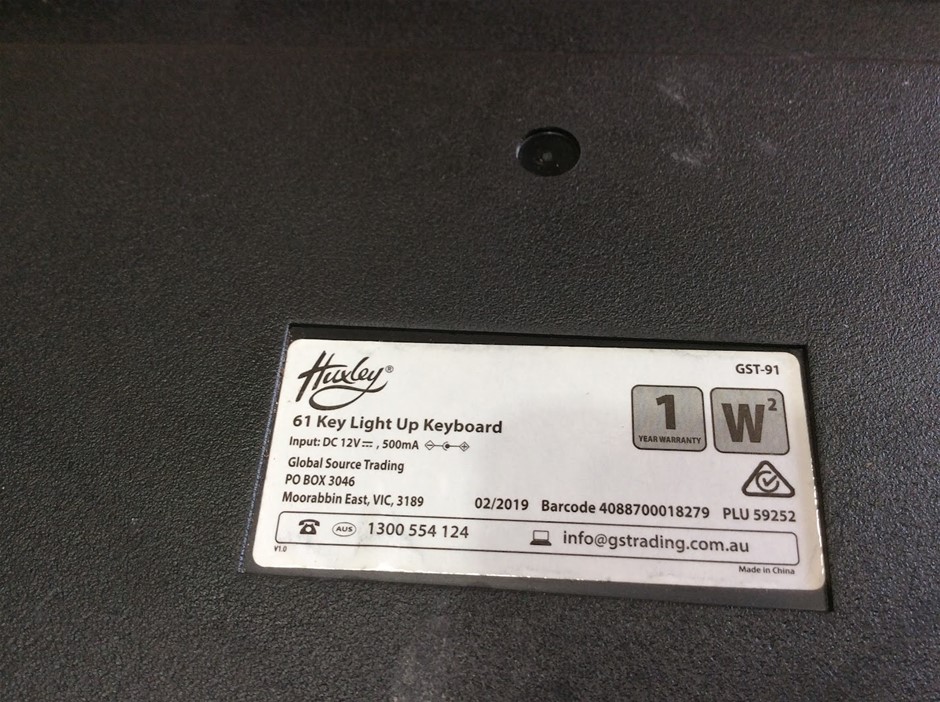 Huxley®
GST-91
61 Key Light Up Keyboard
Input: DC 12V⎓, 500mA
1
YEAR WARRANTY
W²
Global Source Trading
PO BOX 3046
Moorabbin East, VIC, 3189
02/2019 Barcode 4088700018279 PLU 59252
AUS 1300 554 124 info@gstrading.com.au
V1.0
Made in China